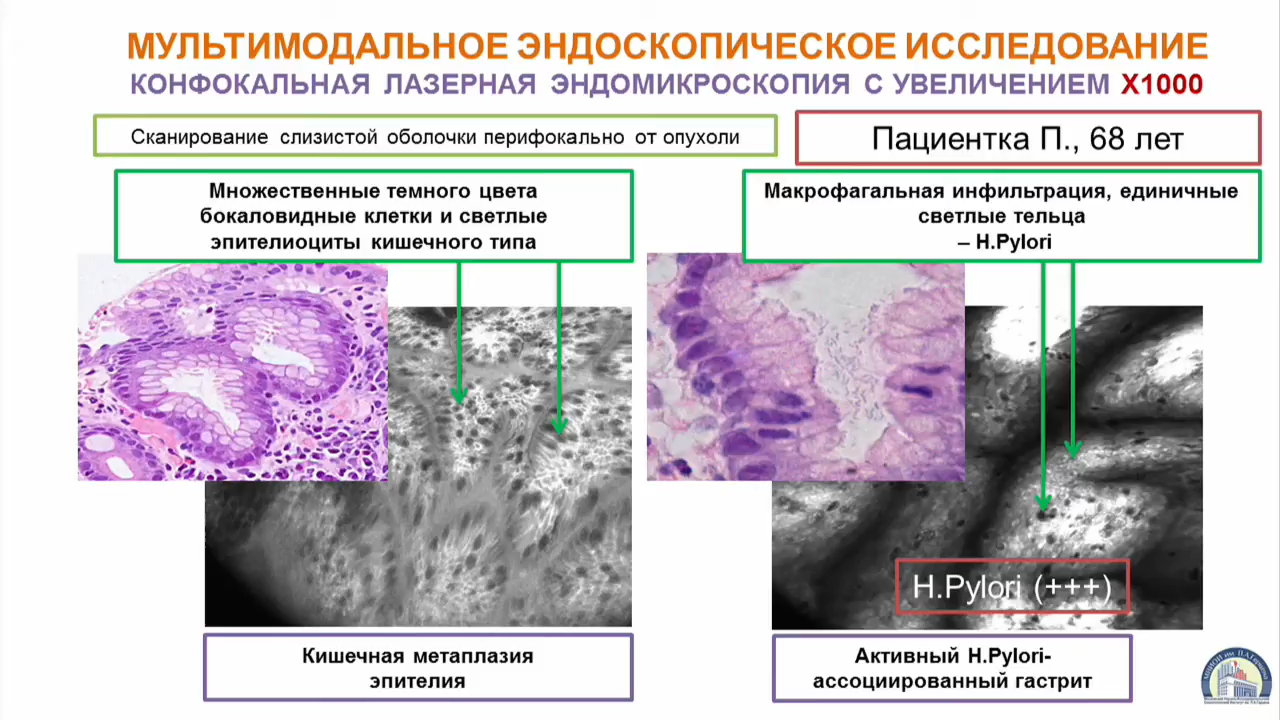 МУЛЬТИМОДАЛЬНОЕ ЭНДОСКОПИЧЕСКОЕ ИССЛЕДОВАНИЕ
КОНФОКАЛЬНАЯ ЛАЗЕРНАЯ ЭНДОМИКРОСКОПИЯ С УВЕЛИЧЕНИЕМ Х1000
Сканирование слизистой оболочки перифокально от опухоли
Пациентка П., 68 лет
Множественные темного цвета
бокаловидные клетки и светлые
эпителиоциты кишечного типа
Макрофагальная инфильтрация, единичные
светлые тельца
– H.Pylori
H.Pylori (+++)
Кишечная метаплазия
эпителия
Активный H.Pylori-
ассоциированный гастрит